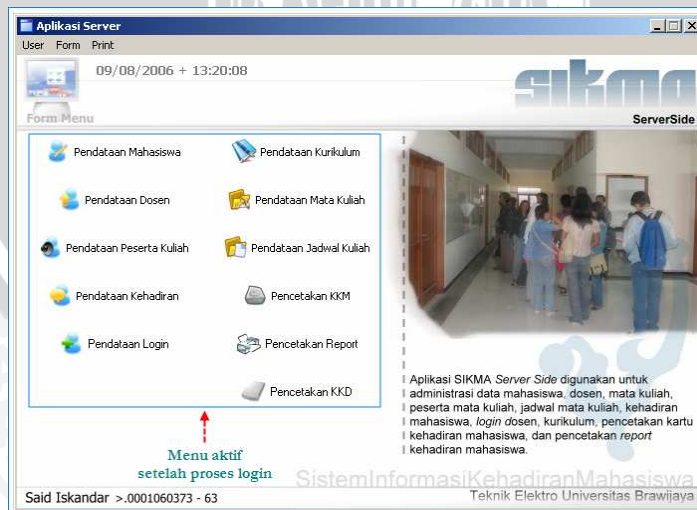 Aplikasi Server
User Form Print
09/08/2006 + 13:20:08
sikma
Form Menu
ServerSide
Pendataan Mahasiswa
Pendataan Kurikulum
Pendataan Dosen
Pendataan Mata Kuliah
Pendataan Peserta Kuliah
Pendataan Jadwal Kuliah
Pendataan Kehadiran
Pencetakan KKM
Pendataan Login
Pencetakan Report
Pencetakan KKD
Aplikasi SIKMA Server Side digunakan untuk
administrasi data mahasiswa, dosen, mata kuliah,
peserta mata kuliah, jadwal mata kuliah, kehadiran
mahasiswa, login dosen, kurikulum, pencetakan kartu
kehadiran mahasiswa, dan pencetakan report
kehadiran mahasiswa.
Menu aktif
setelah proses login
SistemInformasiKehadiranMahasiswa
Said Iskandar >.0001060373 - 63
Teknik Elektro Universitas Brawijaya